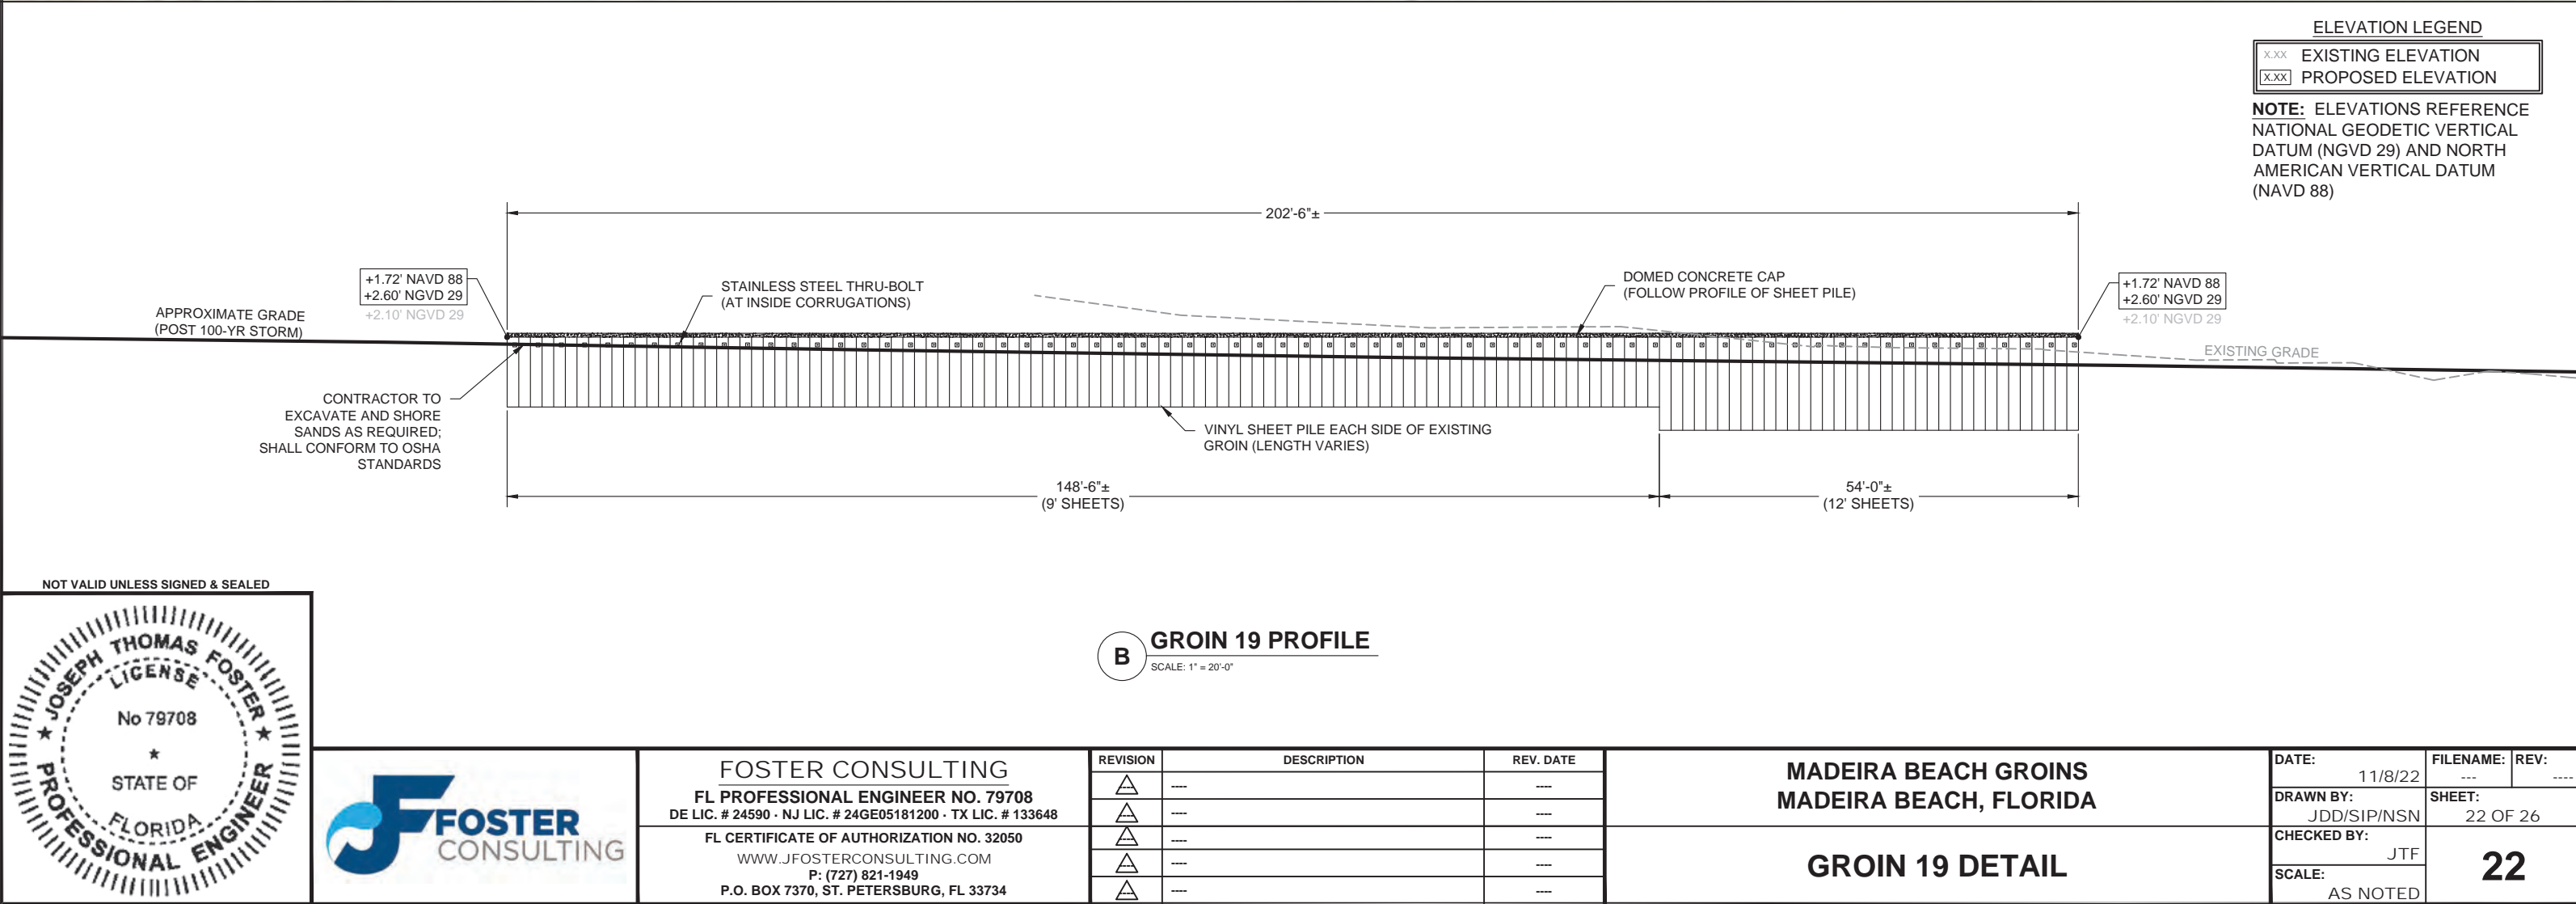 ELEVATION LEGEND
X.XX EXISTING ELEVATION
X.XX PROPOSED ELEVATION
NOTE: ELEVATIONS REFERENCE
NATIONAL GEODETIC VERTICAL
DATUM (NGVD 29) AND NORTH
AMERICAN VERTICAL DATUM
(NAVD 88)
202'-6"±
+1.72' NAVD 88
+2.60' NGVD 29
+2.10' NGVD 29
APPROXIMATE GRADE
(POST 100-YR STORM)
STAINLESS STEEL THRU-BOLT
(AT INSIDE CORRUGATIONS)
DOMED CONCRETE CAP
(FOLLOW PROFILE OF SHEET PILE)
+1.72' NAVD 88
+2.60' NGVD 29
+2.10' NGVD 29
EXISTING GRADE
CONTRACTOR TO
EXCAVATE AND SHORE
SANDS AS REQUIRED;
SHALL CONFORM TO OSHA
STANDARDS
VINYL SHEET PILE EACH SIDE OF EXISTING
GROIN (LENGTH VARIES)
148'-6"±
(9' SHEETS)
54'-0"±
(12' SHEETS)
B GROIN 19 PROFILE
SCALE: 1" = 20'-0"
NOT VALID UNLESS SIGNED & SEALED
JOSEPH THOMAS FOSTER
LICENSE
No 79708
STATE OF
FLORIDA
PROFESSIONAL ENGINEER
FOSTER
CONSULTING
FOSTER CONSULTING
FL PROFESSIONAL ENGINEER NO. 79708
DE LIC. # 24590 · NJ LIC. # 24GE05181200 · TX LIC. # 133648
FL CERTIFICATE OF AUTHORIZATION NO. 32050
WWW.JFOSTERCONSULTING.COM
P: (727) 821-1949
P.O. BOX 7370, ST. PETERSBURG, FL 33734
REVISION DESCRIPTION REV. DATE
---- ---- ----
---- ---- ----
---- ---- ----
---- ---- ----
---- ---- ----
MADEIRA BEACH GROINS
MADEIRA BEACH, FLORIDA
GROIN 19 DETAIL
DATE:
11/8/22
FILENAME:
---
REV:
----
DRAWN BY:
JDD/SIP/NSN
SHEET:
22 OF 26
CHECKED BY:
JTF
SCALE:
AS NOTED
22